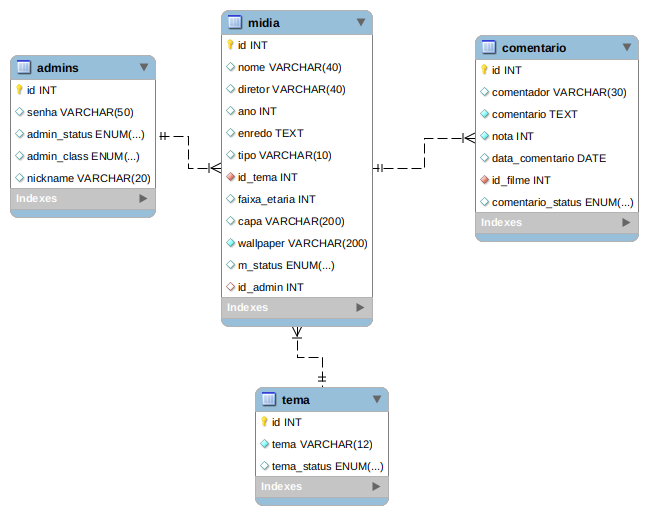 admins
id INT
senha VARCHAR(50)
admin_status ENUM(...)
admin_class ENUM(...)
nickname VARCHAR(20)
Indexes
midia
id INT
nome VARCHAR(40)
diretor VARCHAR(40)
ano INT
enredo TEXT
tipo VARCHAR(10)
id_tema INT
faixa_etaria INT
capa VARCHAR(200)
wallpaper VARCHAR(200)
m_status ENUM(...)
id_admin INT
Indexes
comentario
id INT
comentador VARCHAR(30)
comentario TEXT
nota INT
data_comentario DATE
id_filme INT
comentario_status ENUM(...)
Indexes
tema
id INT
tema VARCHAR(12)
tema_status ENUM(...)
Indexes